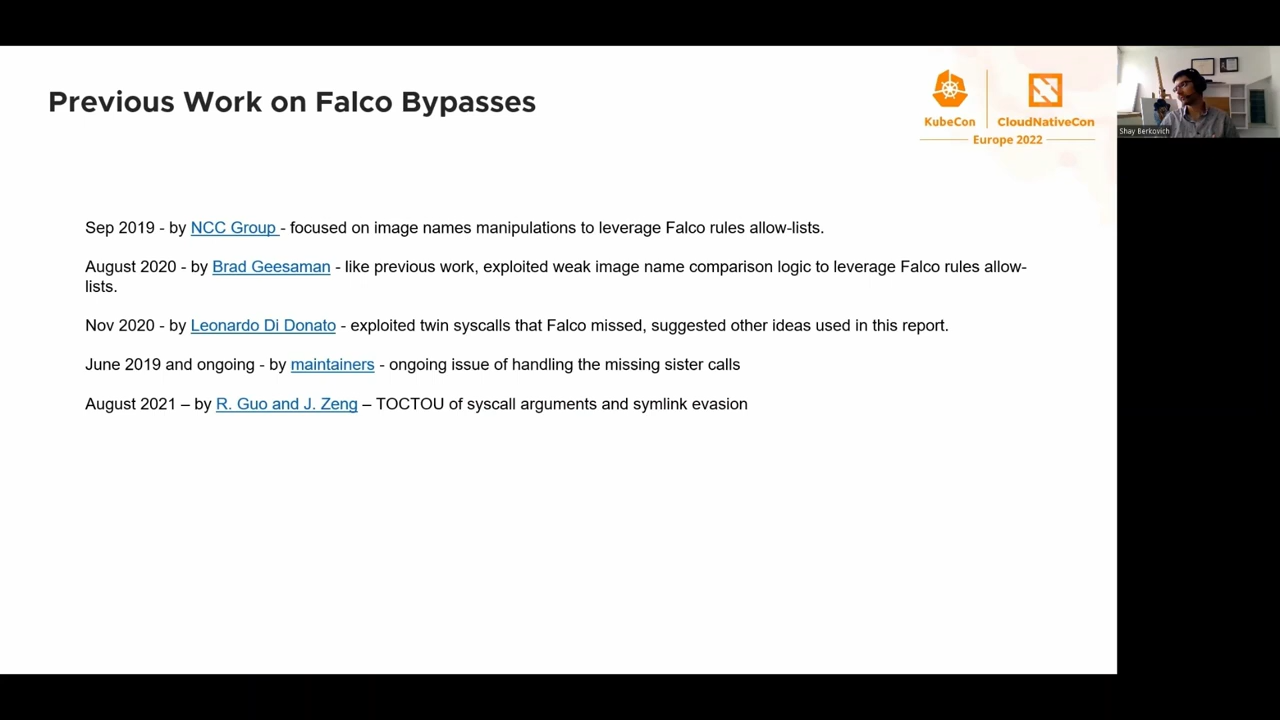 Previous Work on Falco Bypasses
KubeCon
CloudNativeCon
Europe 2022
Shay Berkovich
Sep 2019 - by NCC Group - focused on image names manipulations to leverage Falco rules allow-lists.
August 2020 - by Brad Geesaman - like previous work, exploited weak image name comparison logic to leverage Falco rules allow-
lists.
Nov 2020 - by Leonardo Di Donato - exploited twin syscalls that Falco missed, suggested other ideas used in this report.
June 2019 and ongoing - by maintainers - ongoing issue of handling the missing sister calls
August 2021 – by R. Guo and J. Zeng – TOCTOU of syscall arguments and symlink evasion